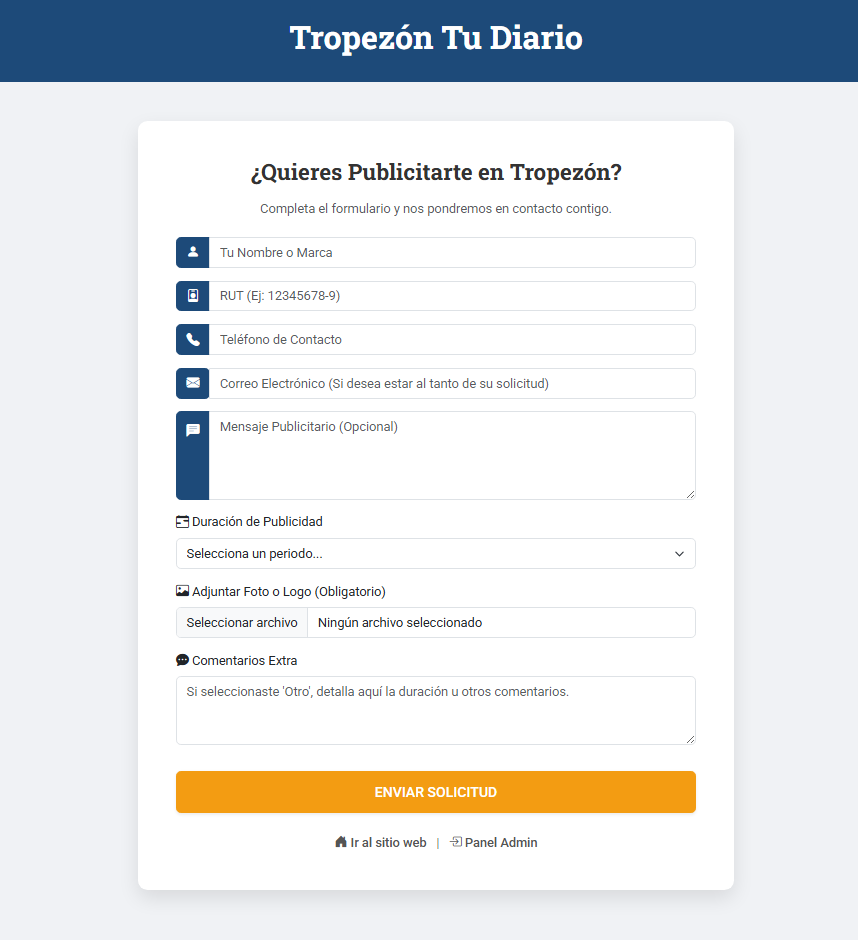 Tropezón Tu Diario
¿Quieres Publicitarte en Tropezón?
Completa el formulario y nos pondremos en contacto contigo.
Tu Nombre o Marca
RUT (Ej: 12345678-9)
Teléfono de Contacto
Correo Electrónico (Si desea estar al tanto de su solicitud)
Mensaje Publicitario (Opcional)
Duración de Publicidad
Selecciona un periodo...
Adjuntar Foto o Logo (Obligatorio)
Seleccionar archivo Ningún archivo seleccionado
Comentarios Extra
Si seleccionaste 'Otro', detalla aquí la duración u otros comentarios.
ENVIAR SOLICITUD
Ir al sitio web | Panel Admin